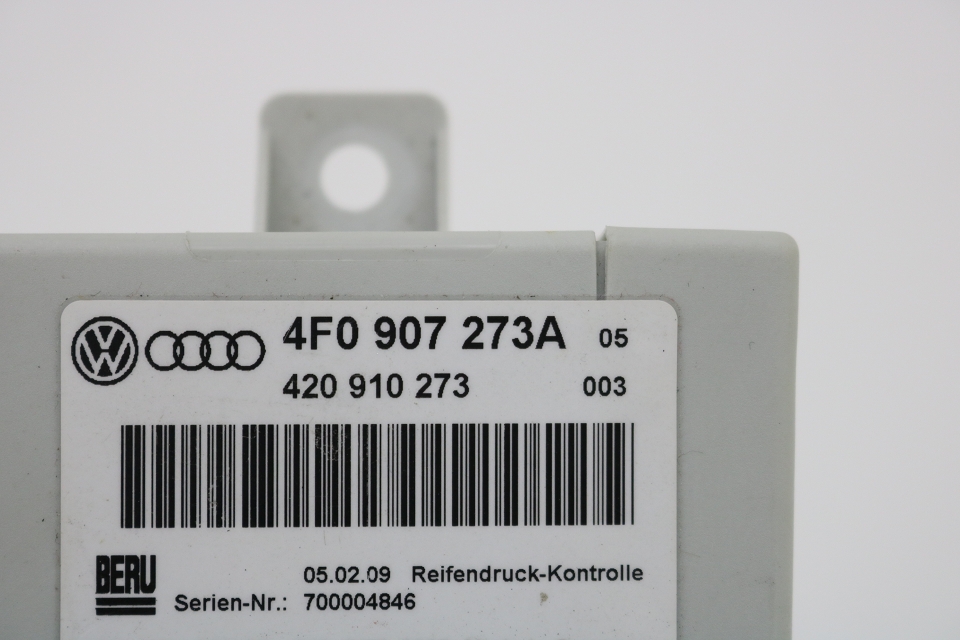 4F0 907 273A 05
420 910 273 003
BERU 05.02.09 Reifendruck-Kontrolle
Serien-Nr.: 700004846